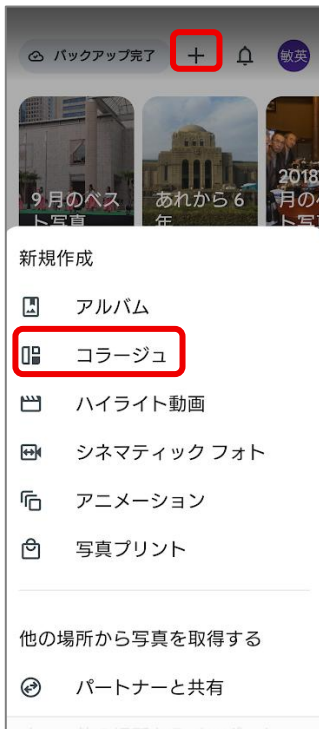 バックアップ完了
敏英
9月のベス
ト写真
あれから 6
年
2018
月のベ
新規作成
アルバム
コラージュ
ハイライト動画
シネマティック フォト
アニメーション
写真プリント
他の場所から写真を取得する
パートナーと共有